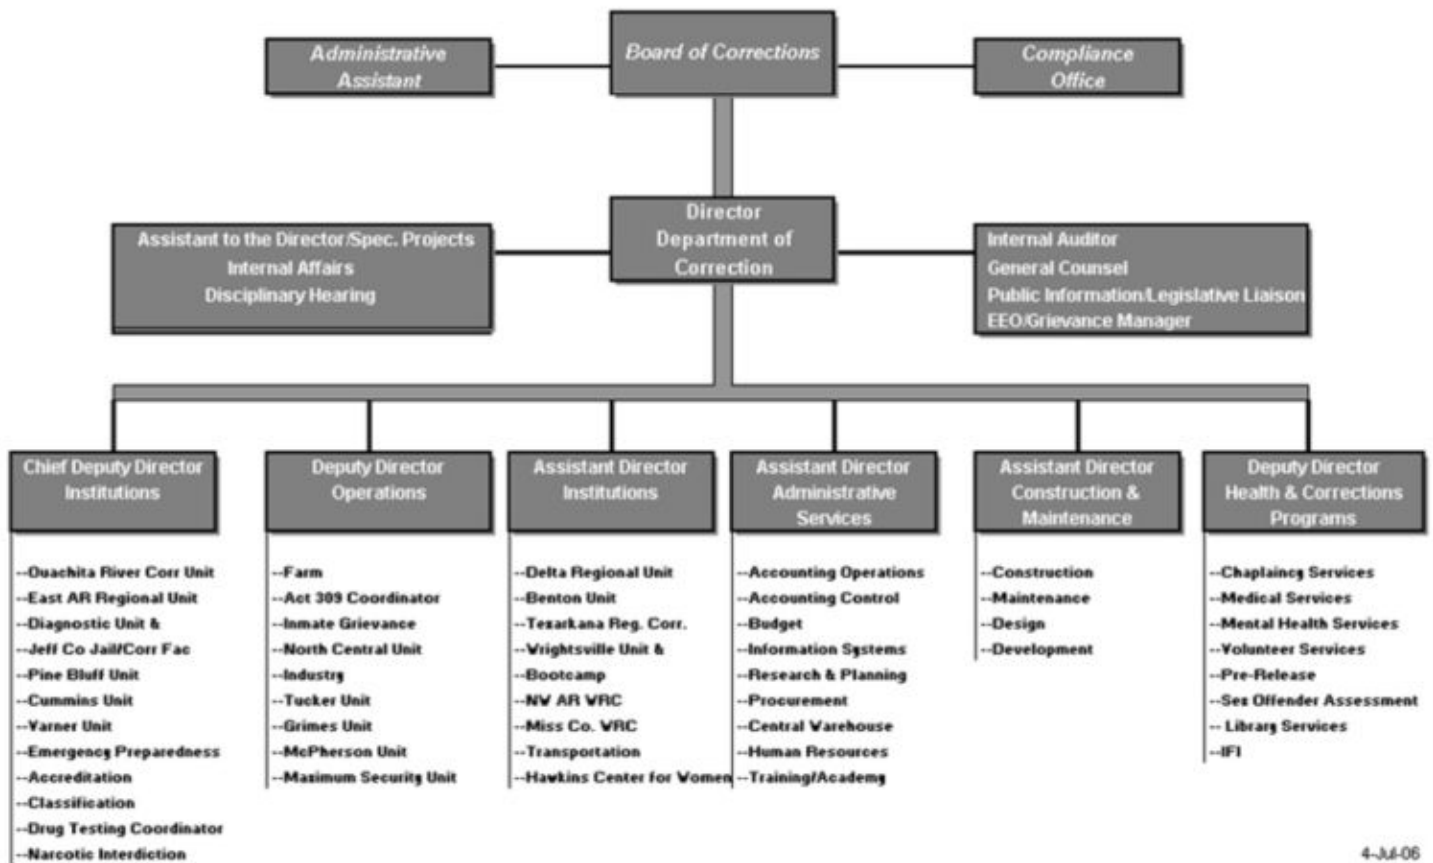 Administrative
Assistant
Board of Corrections
Compliance
Office
Assistant to the Director/Spec. Projects
Internal Affairs
Disciplinary Hearing
Director
Department of
Correction
Internal Auditor
General Counsel
Public Information/Legislative Liaison
EEO/Grievance Manager
Chief Deputy Director
Institutions
--Ouachita River Corr Unit
--East AR Regional Unit
--Diagnostic Unit &
--Jeff Co Jail/Corr Fac
--Pine Bluff Unit
--Cummins Unit
--Varner Unit
--Emergency Preparedness
--Accreditation
--Classification
--Drug Testing Coordinator
--Narcotic Interdiction
Deputy Director
Operations
--Farm
--Act 309 Coordinator
--Inmate Grievance
--North Central Unit
--Industry
--Tucker Unit
--Grimes Unit
--McPherson Unit
--Maximum Security Unit
Assistant Director
Institutions
--Delta Regional Unit
--Benton Unit
--Texarkana Reg. Corr.
--Wrightsville Unit &
--Bootcamp
--NW AR WRC
--Miss Co. WRC
--Transportation
--Hawkins Center for Women
Assistant Director
Administrative
Services
--Accounting Operations
--Accounting Control
--Budget
--Information Systems
--Research & Planning
--Procurement
--Central Warehouse
--Human Resources
--Training/Academy
Assistant Director
Construction &
Maintenance
--Construction
--Maintenance
--Design
--Development
Deputy Director
Health & Corrections
Programs
--Chaplaincy Services
--Medical Services
--Mental Health Services
--Volunteer Services
--Pre-Release
--Sex Offender Assessment
-- Library Services
--IFI
4-Jul-06